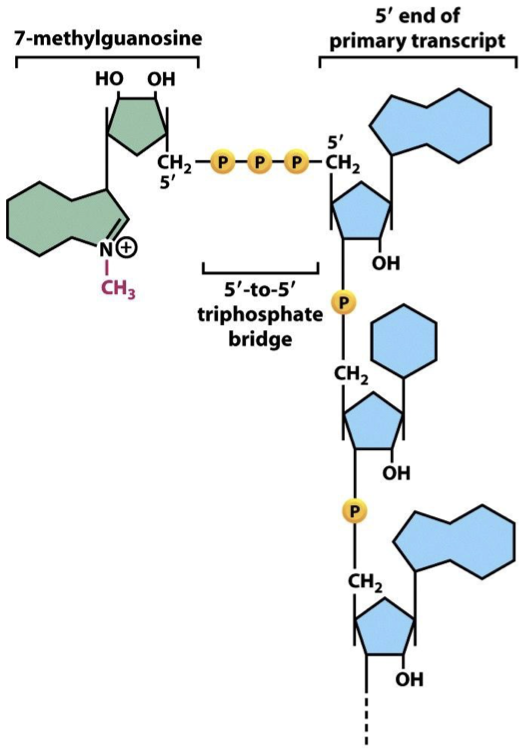 7-methylguanosine
5′ end of
primary transcript
HO OH
CH₂
5′
P P P
5′
CH₂
OH
N
+
CH₃
5′-to-5′
triphosphate
bridge
P
CH₂
OH
P
CH₂
OH